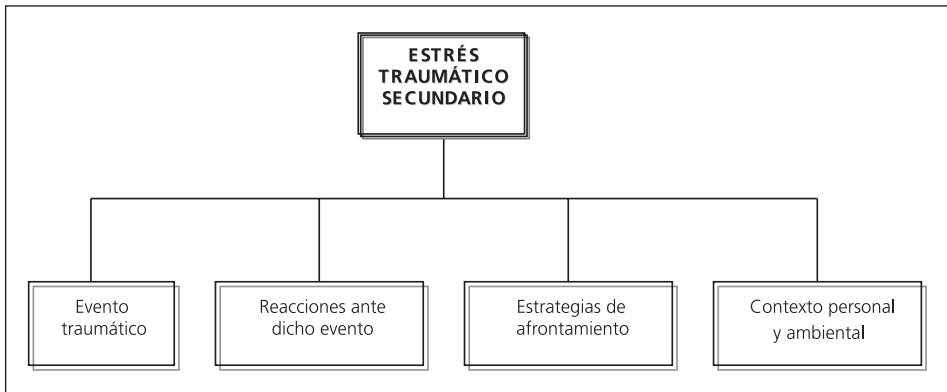 ESTRÉS
TRAUMÁTICO
SECUNDARIO
Evento
traumático
Reacciones ante
dicho evento
Estrategias de
afrontamiento
Contexto personal
y ambiental